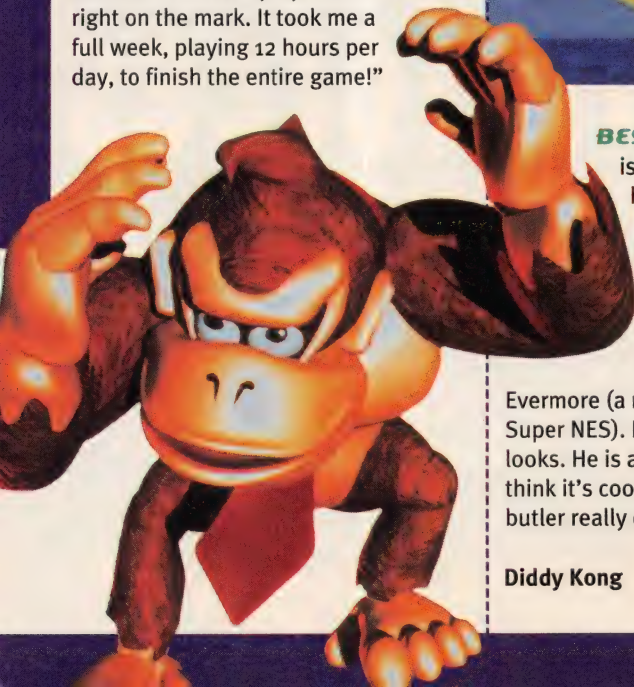 right on the mark. It took me a
full week, playing 12 hours per
day, to finish the entire game!”
is
Evermore (a
Super NES).
looks. He is
think it's
butler really
Diddy Kong